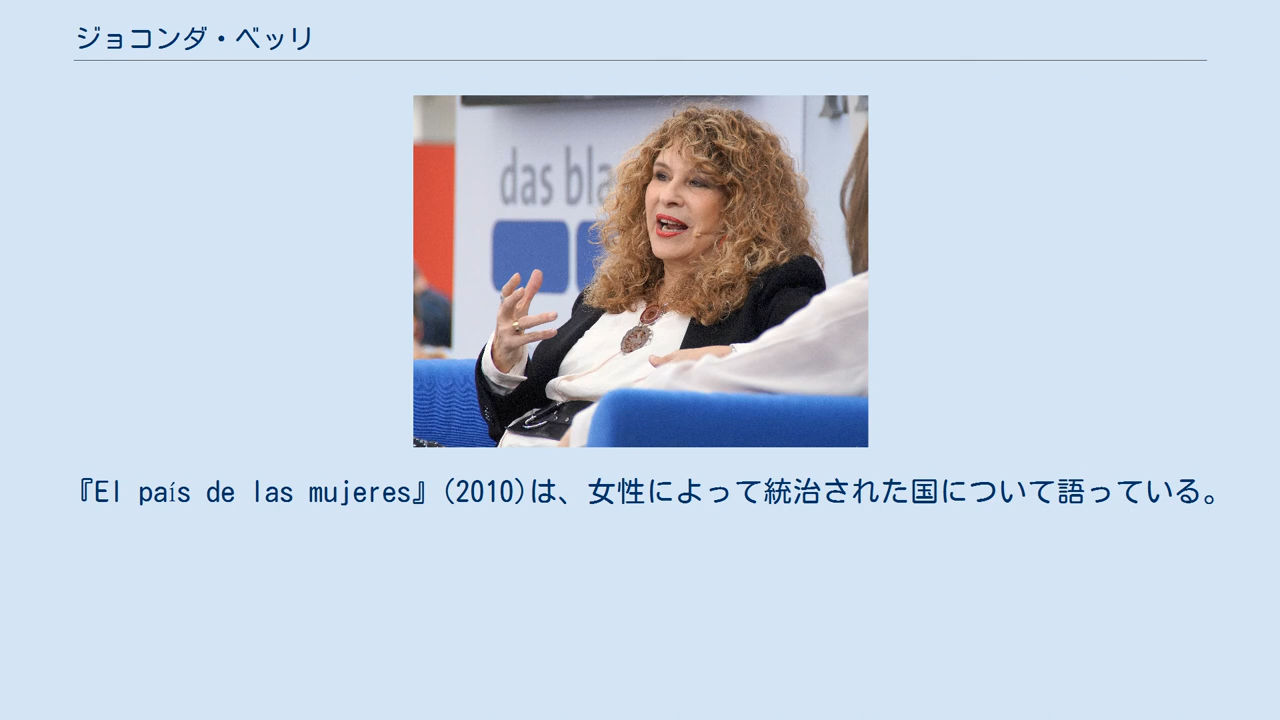 ジョコンダ・ベッリ
das bla
『El país de las mujeres』(2010)は、女性によって統治された国について語っている。